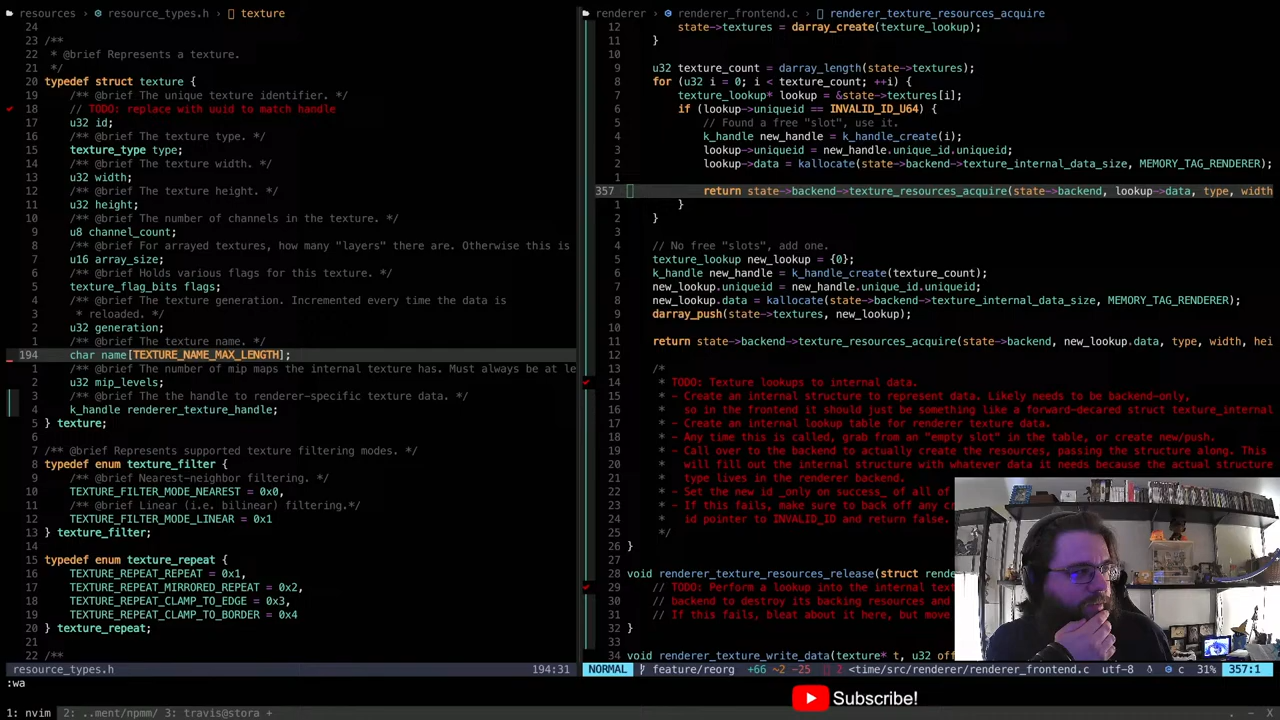 resources > resource_types.h > texture
24
23 /**
22  * @brief Represents a texture.
21  */
20 typedef struct texture {
19     /** @brief The unique texture identifier. */
18     // TODO: replace with uuid to match handle
17     u32 id;
16     /** @brief The texture type. */
15     texture_type type;
14     /** @brief The texture width. */
13     u32 width;
12     /** @brief The texture height. */
11     u32 height;
10     /** @brief The number of channels in the texture. */
9     u8 channel_count;
8     /** @brief For arrayed textures, how many "layers" there are. Otherwise this is
7     u16 array_size;
6     /** @brief Holds various flags for this texture. */
5     texture_flag_bits flags;
4     /** @brief The texture generation. Incremented every time the data is
3      * reloaded. */
2     u32 generation;
1     /** @brief The texture name. */
194     char name[TEXTURE_NAME_MAX_LENGTH];
1     /** @brief The number of mip maps the internal texture has. Must always be at le
2     u32 mip_levels;
3     /** @brief The the handle to renderer-specific texture data. */
4     k_handle renderer_texture_handle;
5 } texture;
6
7 /** @brief Represents supported texture filtering modes. */
8 typedef enum texture_filter {
9     /** @brief Nearest-neighbor filtering. */
10     TEXTURE_FILTER_MODE_NEAREST = 0x0,
11     /** @brief Linear (i.e. bilinear) filtering.*/
12     TEXTURE_FILTER_MODE_LINEAR = 0x1
13 } texture_filter;
14
15 typedef enum texture_repeat {
16     TEXTURE_REPEAT_REPEAT = 0x1,
17     TEXTURE_REPEAT_MIRRORED_REPEAT = 0x2,
18     TEXTURE_REPEAT_CLAMP_TO_EDGE = 0x3,
19     TEXTURE_REPEAT_CLAMP_TO_BORDER = 0x4
20 } texture_repeat;
21
22 /**
resource_types.h 194:31
renderer > renderer_frontend.c > renderer_texture_resources_acquire
12         state->textures = darray_create(texture_lookup);
11     }
10
9     u32 texture_count = darray_length(state->textures);
8     for (u32 i = 0; i < texture_count; ++i) {
7         texture_lookup* lookup = &state->textures[i];
6         if (lookup->uniqueid == INVALID_ID_U64) {
5             // Found a free "slot", use it.
4             k_handle new_handle = k_handle_create(i);
3             lookup->uniqueid = new_handle.unique_id.uniqueid;
2             lookup->data = kallocate(state->backend->texture_internal_data_size, MEMORY_TAG_RENDERER);
1
357             return state->backend->texture_resources_acquire(state->backend, lookup->data, type, width
1         }
2     }
3
4     // No free "slots", add one.
5     texture_lookup new_lookup = {0};
6     k_handle new_handle = k_handle_create(texture_count);
7     new_lookup.uniqueid = new_handle.unique_id.uniqueid;
8     new_lookup.data = kallocate(state->backend->texture_internal_data_size, MEMORY_TAG_RENDERER);
9     darray_push(state->textures, new_lookup);
10
11     return state->backend->texture_resources_acquire(state->backend, new_lookup.data, type, width, hei
12
13     /*
14      * TODO: Texture lookups to internal data.
15      * - Create an internal structure to represent data. Likely needs to be backend-only,
16      *   so in the frontend it should just be something like a forward-decared struct texture_internal
17      * - Create an internal lookup table for renderer texture data.
18      * - Any time this is called, grab from an "empty slot" in the table, or create new/push.
19      * - Call over to the backend to actually create the resources, passing the structure along. This
20      *   will fill out the internal structure with whatever data it needs because the actual structure
21      *   type lives in the renderer backend.
22      * - Set the new id _only on success_ of all of
23      * - If this fails, make sure to back off any cr
24      *   id pointer to INVALID_ID and return false.
25      */
26 }
27
28 void renderer_texture_resources_release(struct rende
29     // TODO: Perform a lookup into the internal text
30     // backend to destroy its backing resources and
31     // If this fails, bleat about it here, but move
32 }
33
34 void renderer_texture_write_data(texture* t, u32 off
NORMAL feature/reorg +66 ~2 -25 2 <time/src/renderer/renderer_frontend.c utf-8 c 31% 357:1
:wa
Subscribe!
1: nvim 2: ..ment/npmm/ 3: travis@stora + - X